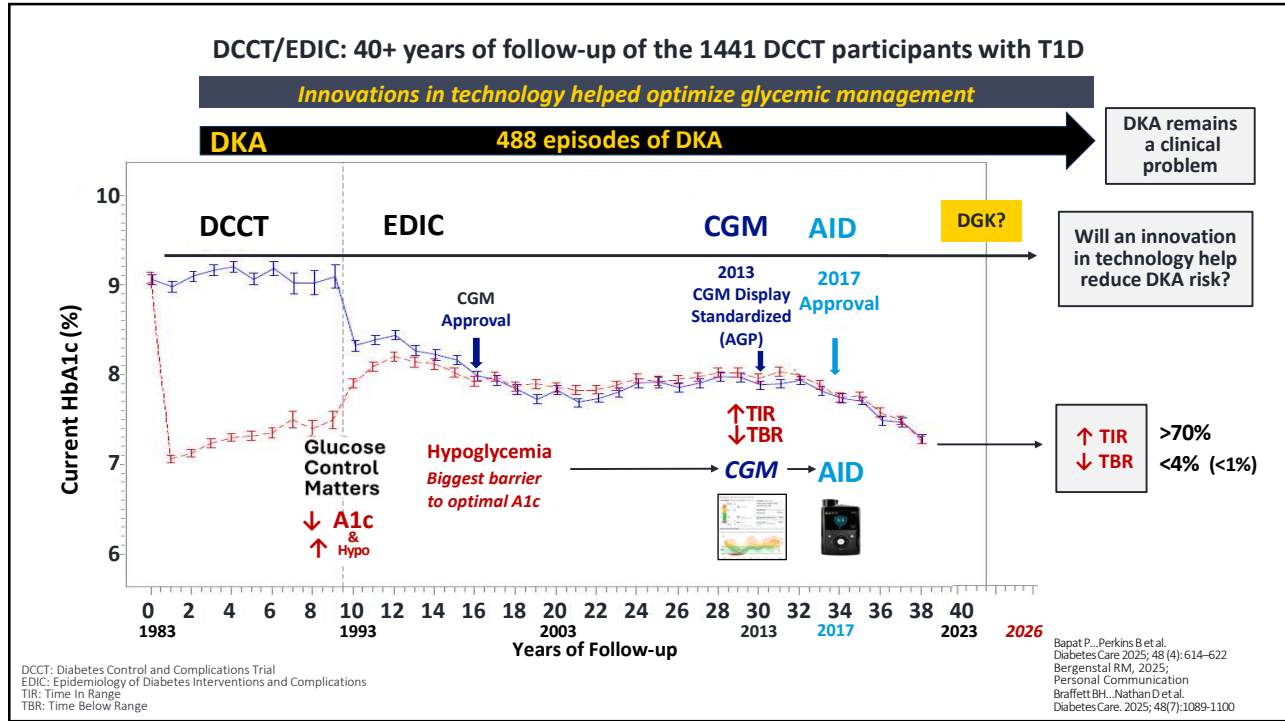 DCCT/EDIC: 40+ years of follow-up of the 1441 DCCT participants with T1D
Innovations in technology helped optimize glycemic management
DKA
488 episodes of DKA
DKA remains
a clinical
problem
Current HbA1c (%)
10
9
8
7
6
DCCT
EDIC
CGM
AID
DGK?
Will an innovation
in technology help
reduce DKA risk?
CGM
Approval
2013
CGM Display
Standardized
(AGP)
2017
Approval
↑TIR
↓TBR
Glucose
Control
Matters
↓ A1c
&
↑ Hypo
Hypoglycemia
Biggest barrier
to optimal A1c
CGM
AID
↑ TIR >70%
↓ TBR <4% (<1%)
0 2 4 6 8 10 12 14 16 18 20 22 24 26 28 30 32 34 36 38 40
1983 1993 2003 2013 2017 2023 2026
Years of Follow-up
DCCT: Diabetes Control and Complications Trial
EDIC: Epidemiology of Diabetes Interventions and Complications
TIR: Time In Range
TBR: Time Below Range
Bapat P...Perkins B et al.
Diabetes Care 2025; 48 (4): 614–622
Bergenstal RM, 2025;
Personal Communication
Braffett BH...Nathan D et al.
Diabetes Care. 2025; 48(7):1089-1100